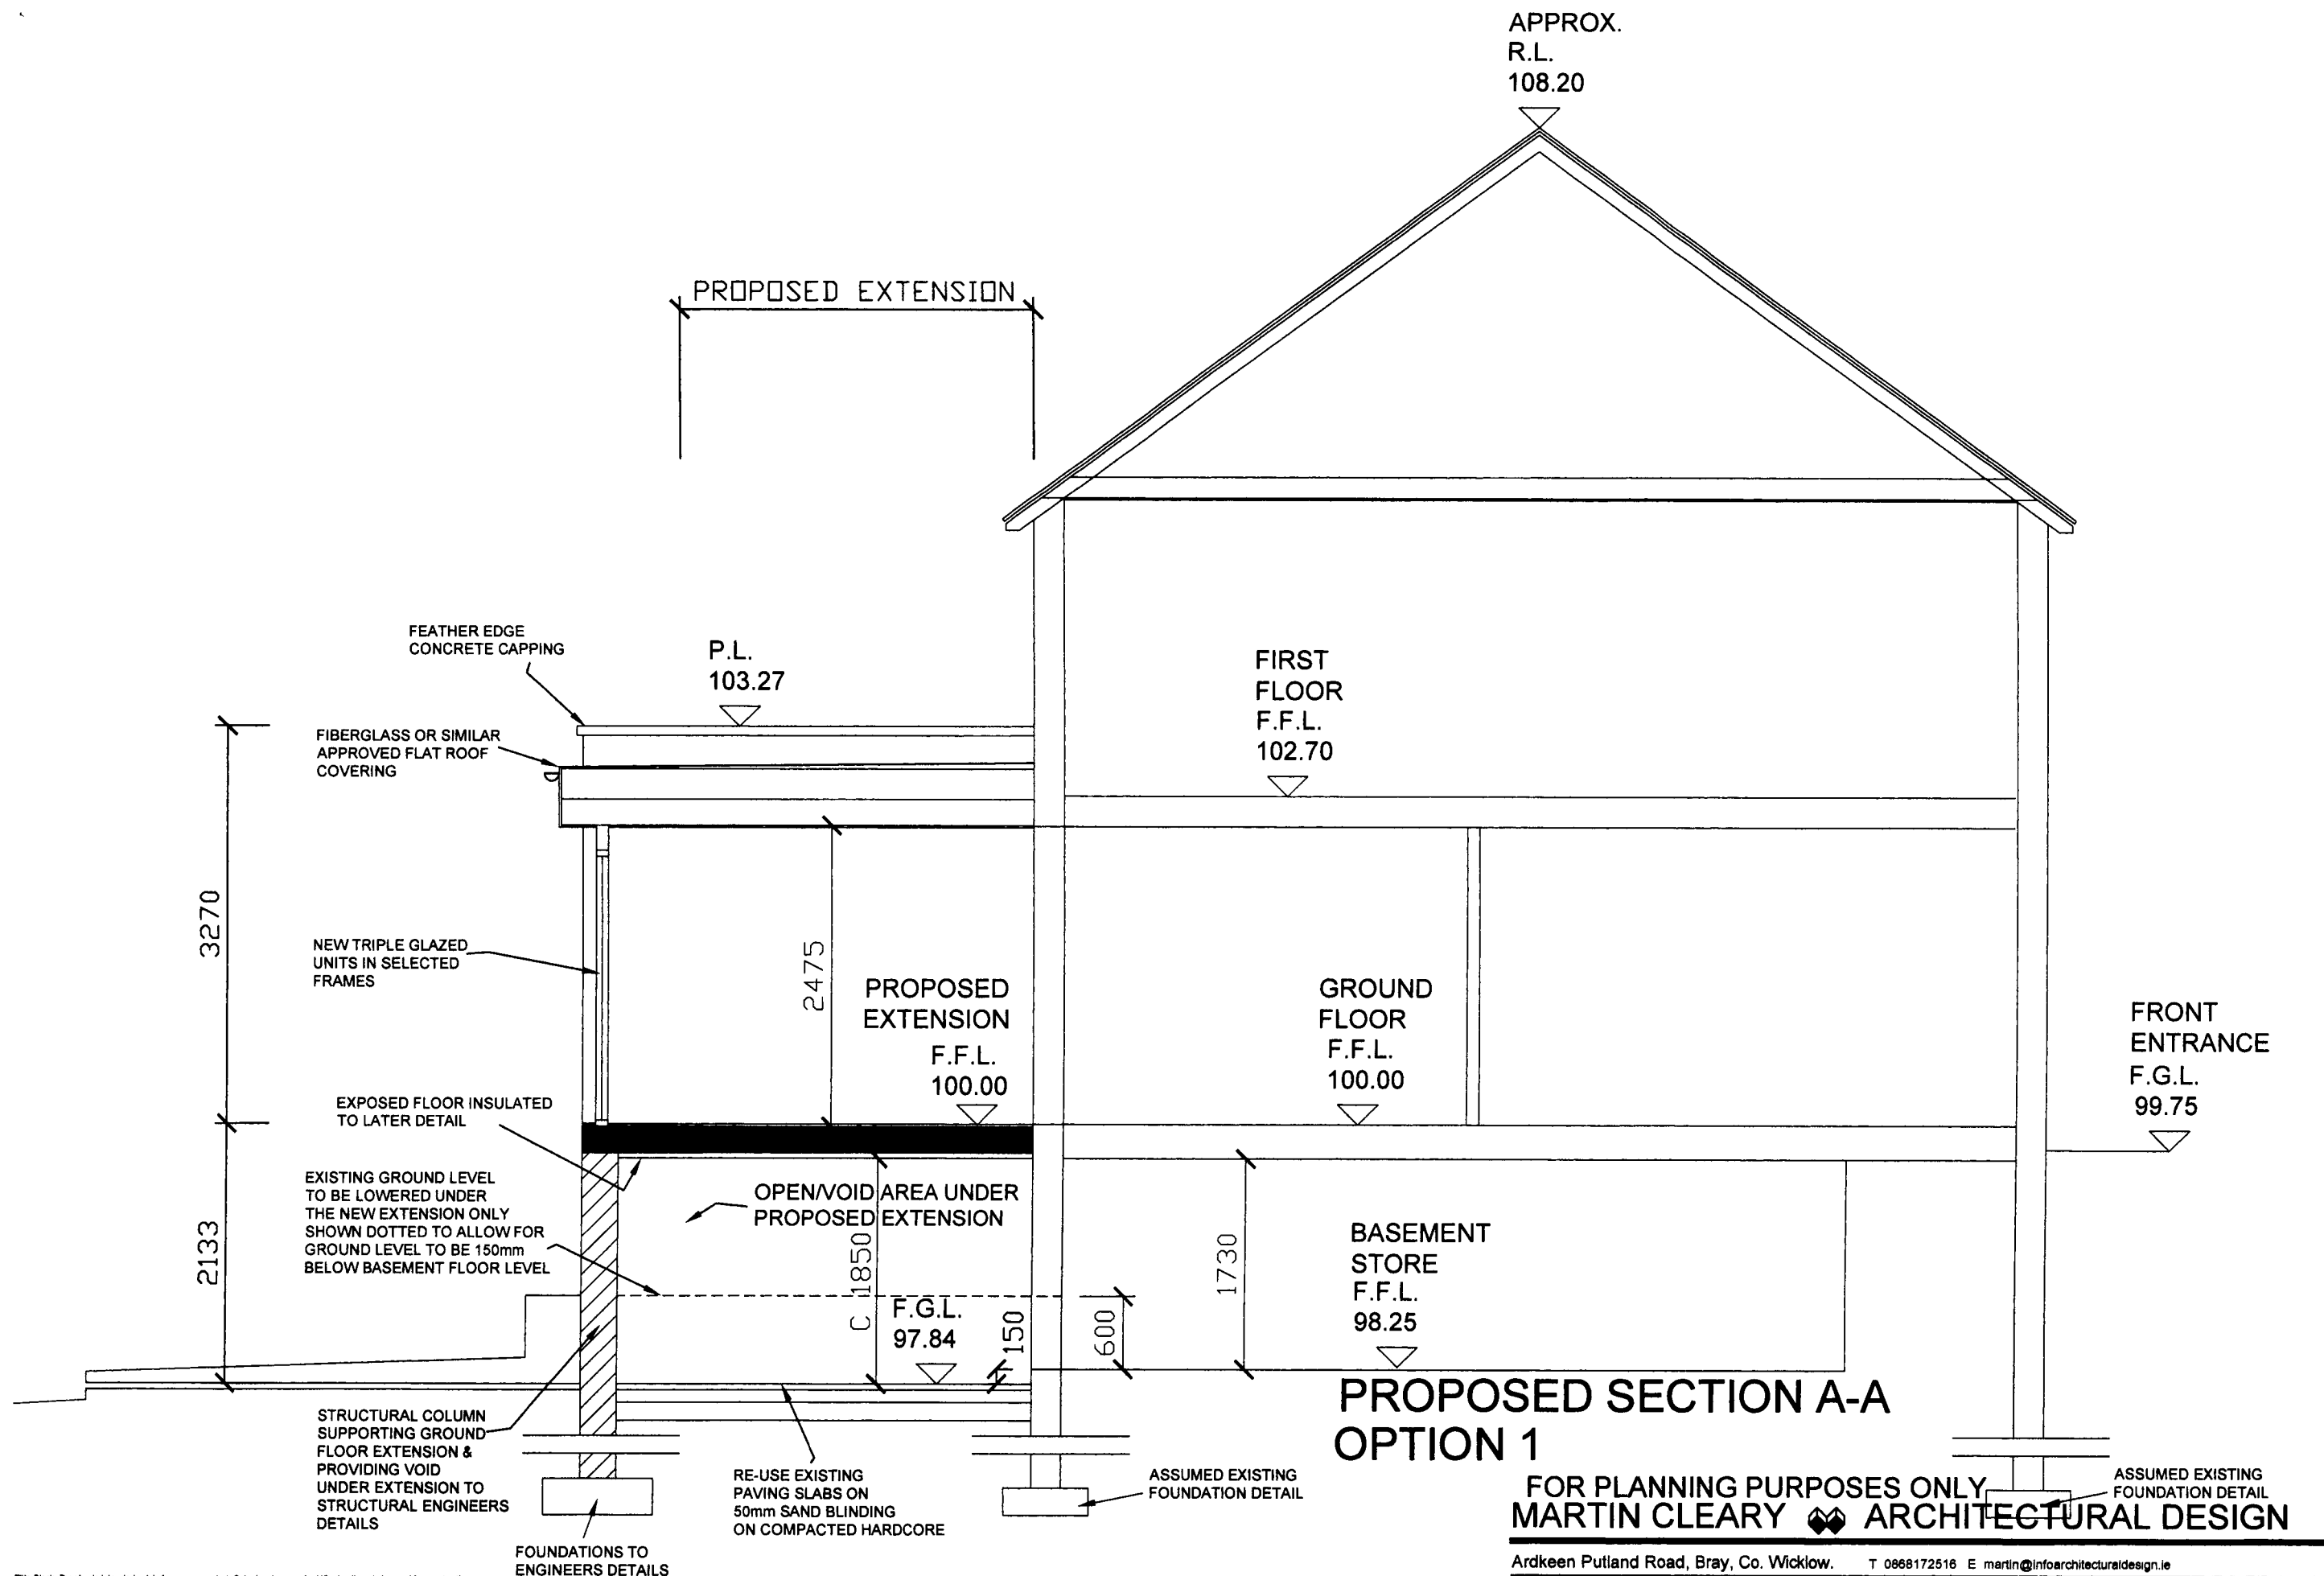 APPROX.
R.L.
108.20
PROPOSED EXTENSION
FEATHER EDGE
CONCRETE CAPPING
P.L.
103.27
FIRST
FLOOR
F.F.L.
102.70
FIBERGLASS OR SIMILAR
APPROVED FLAT ROOF
COVERING
3270
NEW TRIPLE GLAZED
UNITS IN SELECTED
FRAMES
2475
PROPOSED
EXTENSION
F.F.L.
100.00
GROUND
FLOOR
F.F.L.
100.00
FRONT
ENTRANCE
F.G.L.
99.75
EXPOSED FLOOR INSULATED
TO LATER DETAIL
EXISTING GROUND LEVEL
TO BE LOWERED UNDER
THE NEW EXTENSION ONLY
SHOWN DOTTED TO ALLOW FOR
GROUND LEVEL TO BE 150mm
BELOW BASEMENT FLOOR LEVEL
2133
OPEN/VOID AREA UNDER
PROPOSED EXTENSION
C 1850
F.G.L.
97.84
150
600
1730
BASEMENT
STORE
F.F.L.
98.25
PROPOSED SECTION A-A
OPTION 1
STRUCTURAL COLUMN
SUPPORTING GROUND
FLOOR EXTENSION &
PROVIDING VOID
UNDER EXTENSION TO
STRUCTURAL ENGINEERS
DETAILS
FOUNDATIONS TO
ENGINEERS DETAILS
RE-USE EXISTING
PAVING SLABS ON
50mm SAND BLINDING
ON COMPACTED HARDCORE
ASSUMED EXISTING
FOUNDATION DETAIL
ASSUMED EXISTING
FOUNDATION DETAIL
FOR PLANNING PURPOSES ONLY
MARTIN CLEARY ARCHITECTURAL DESIGN
Ardkeen Putland Road, Bray, Co. Wicklow. T 0868172516 E martin@infoarchitecturaldesign.ie